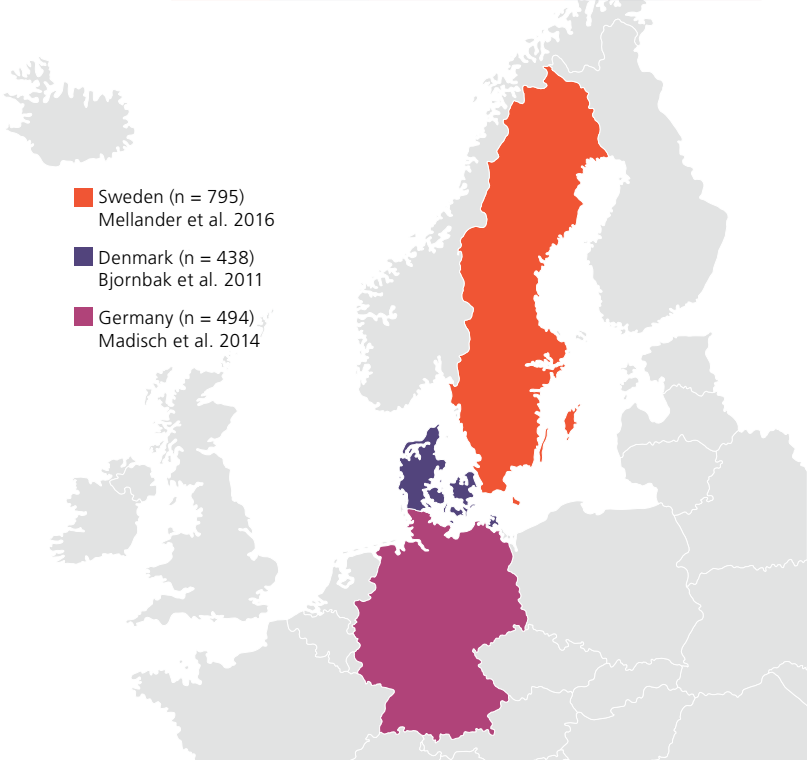 Sweden (n = 795)
Mellander et al. 2016
Denmark (n = 438)
Bjornbak et al. 2011
Germany (n = 494)
Madisch et al. 2014